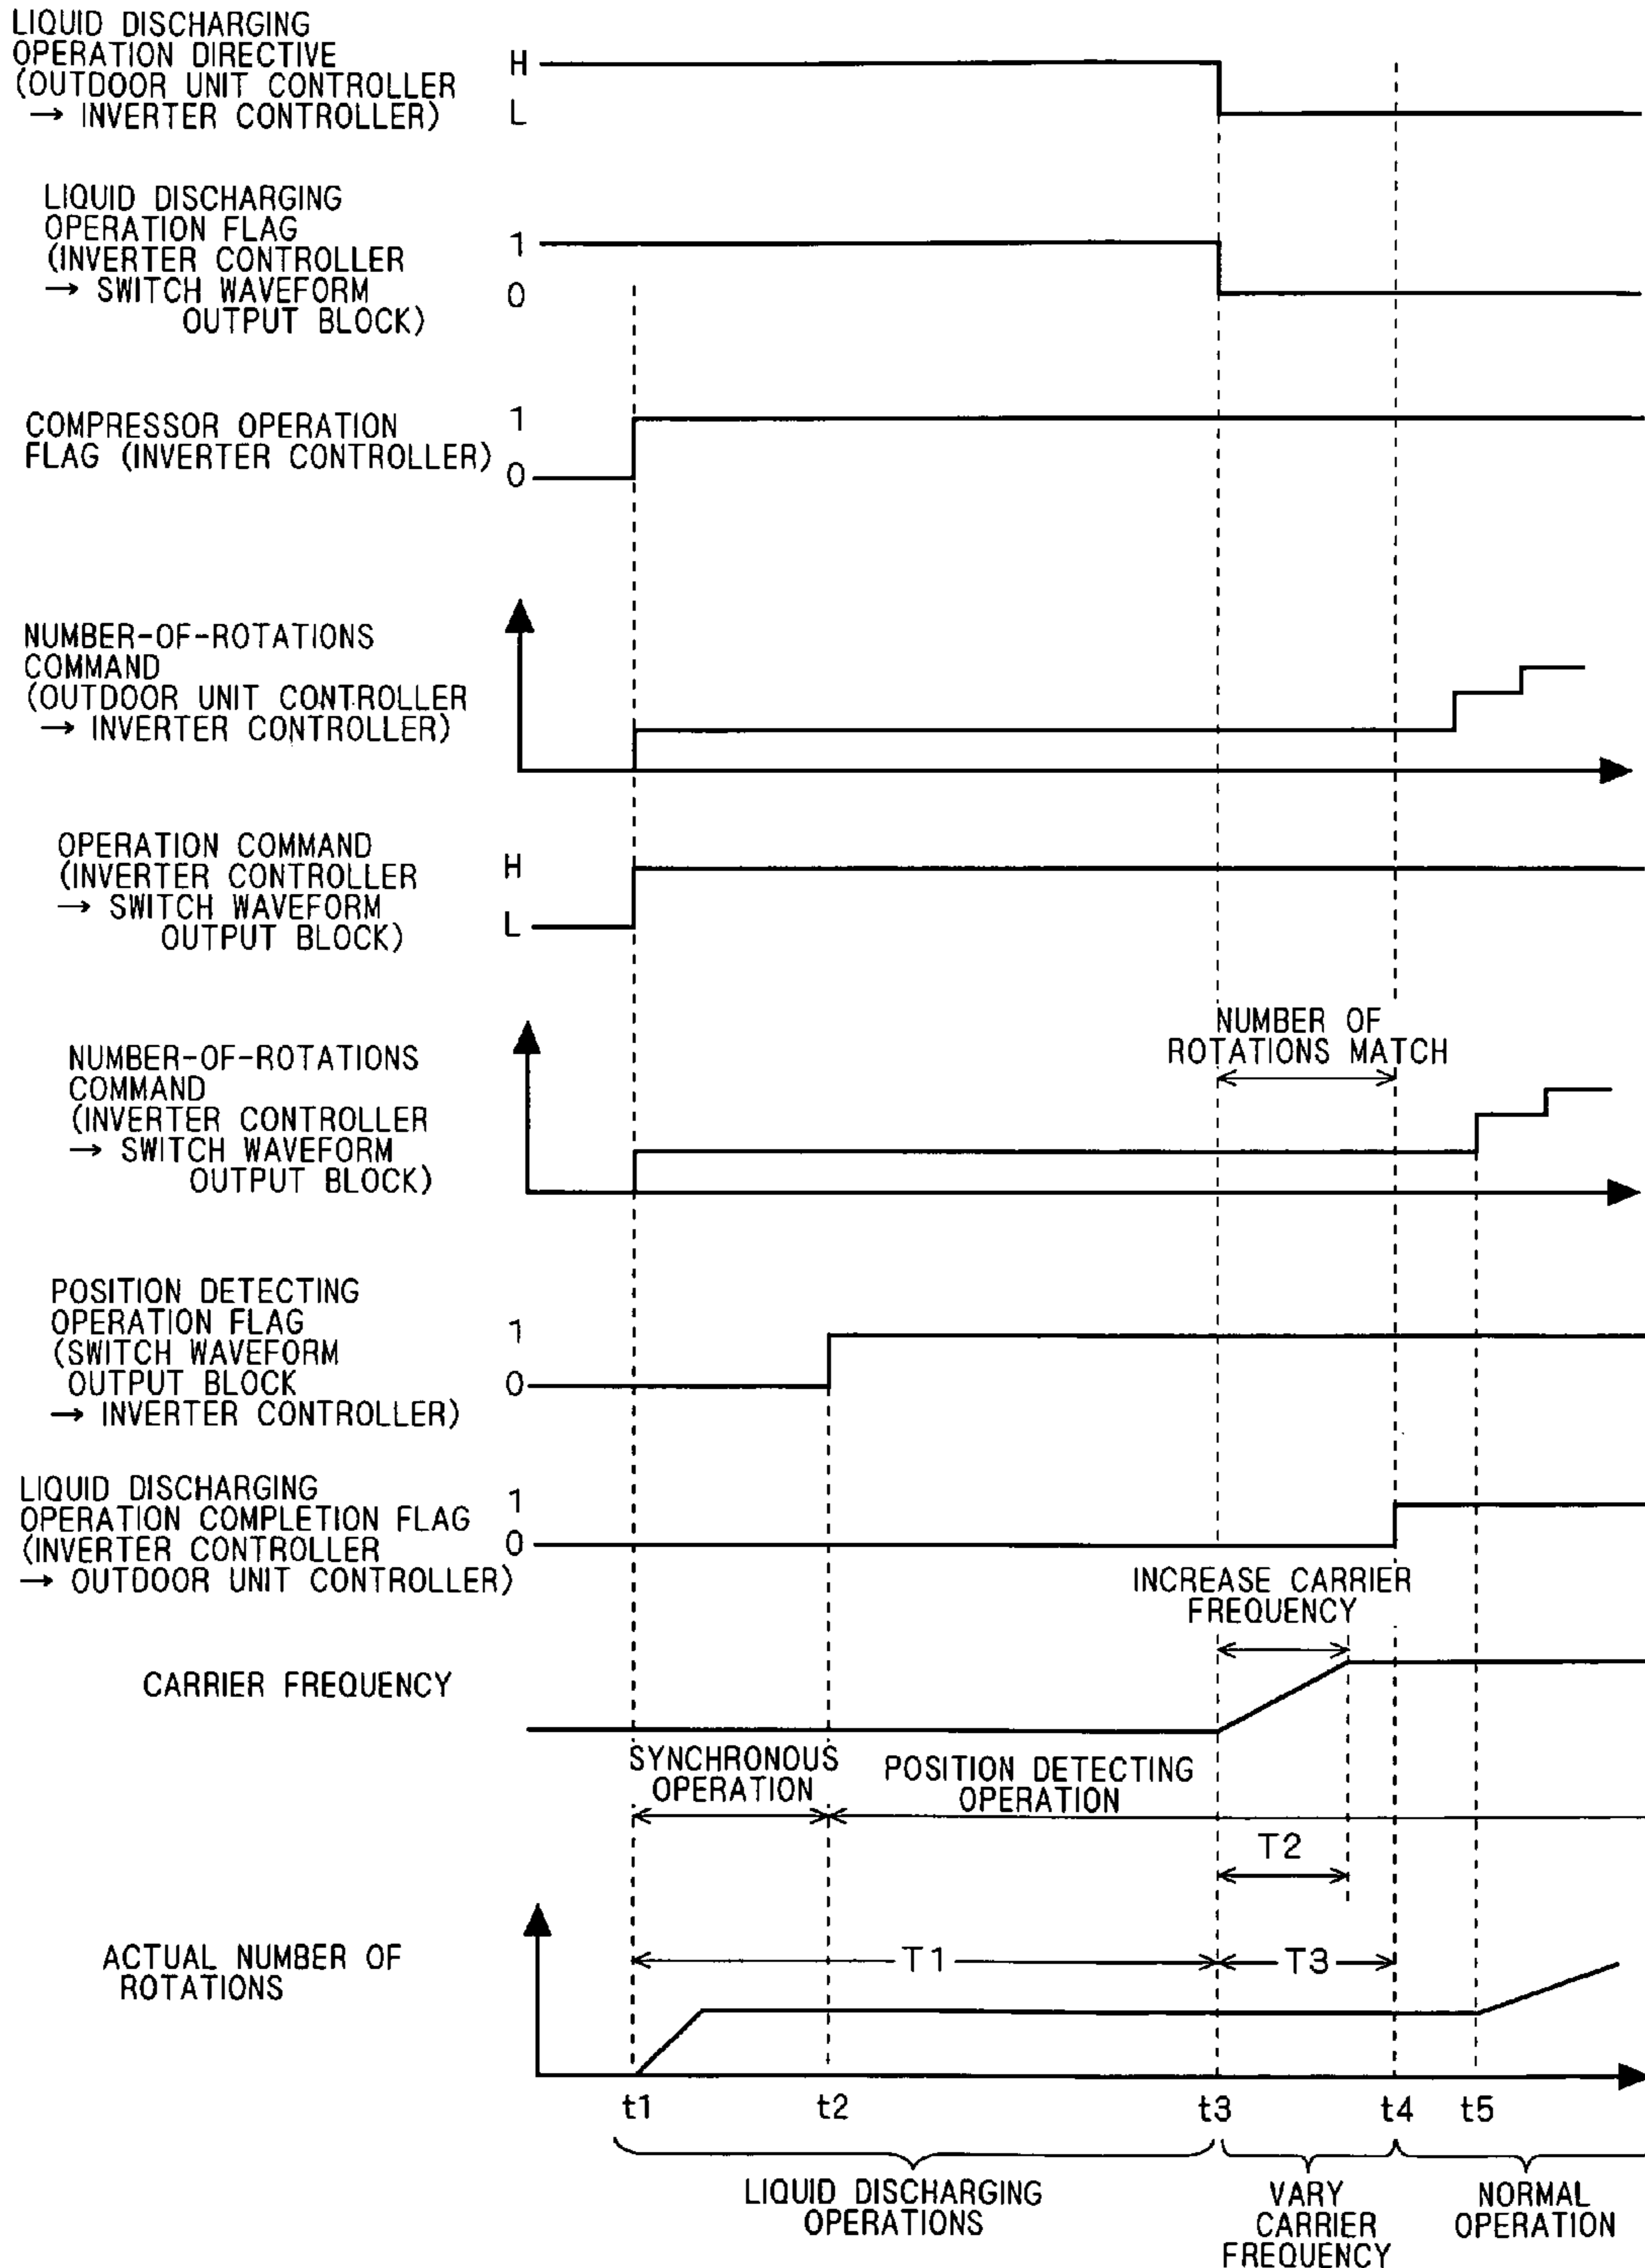 LIQUID DISCHARGING
OPERATION DIRECTIVE
(OUTDOOR UNIT CONTROLLER
→ INVERTER CONTROLLER)
H
L
LIQUID DISCHARGING
OPERATION FLAG
(INVERTER CONTROLLER
→ SWITCH WAVEFORM
OUTPUT BLOCK)
1
0
COMPRESSOR OPERATION
FLAG (INVERTER CONTROLLER)
1
0
NUMBER-OF-ROTATIONS
COMMAND
(OUTDOOR UNIT CONTROLLER
→ INVERTER CONTROLLER)
OPERATION COMMAND
(INVERTER CONTROLLER
→ SWITCH WAVEFORM
OUTPUT BLOCK)
H
L
NUMBER OF
ROTATIONS MATCH
NUMBER-OF-ROTATIONS
COMMAND
(INVERTER CONTROLLER
→ SWITCH WAVEFORM
OUTPUT BLOCK)
POSITION DETECTING
OPERATION FLAG
(SWITCH WAVEFORM
OUTPUT BLOCK
→ INVERTER CONTROLLER)
1
0
LIQUID DISCHARGING
OPERATION COMPLETION FLAG
(INVERTER CONTROLLER
→ OUTDOOR UNIT CONTROLLER)
1
0
INCREASE CARRIER
FREQUENCY
CARRIER FREQUENCY
SYNCHRONOUS
OPERATION
POSITION DETECTING
OPERATION
T2
ACTUAL NUMBER OF
ROTATIONS
T1
T3
t1 t2 t3 t4 t5
LIQUID DISCHARGING
OPERATIONS
VARY
CARRIER
FREQUENCY
NORMAL
OPERATION